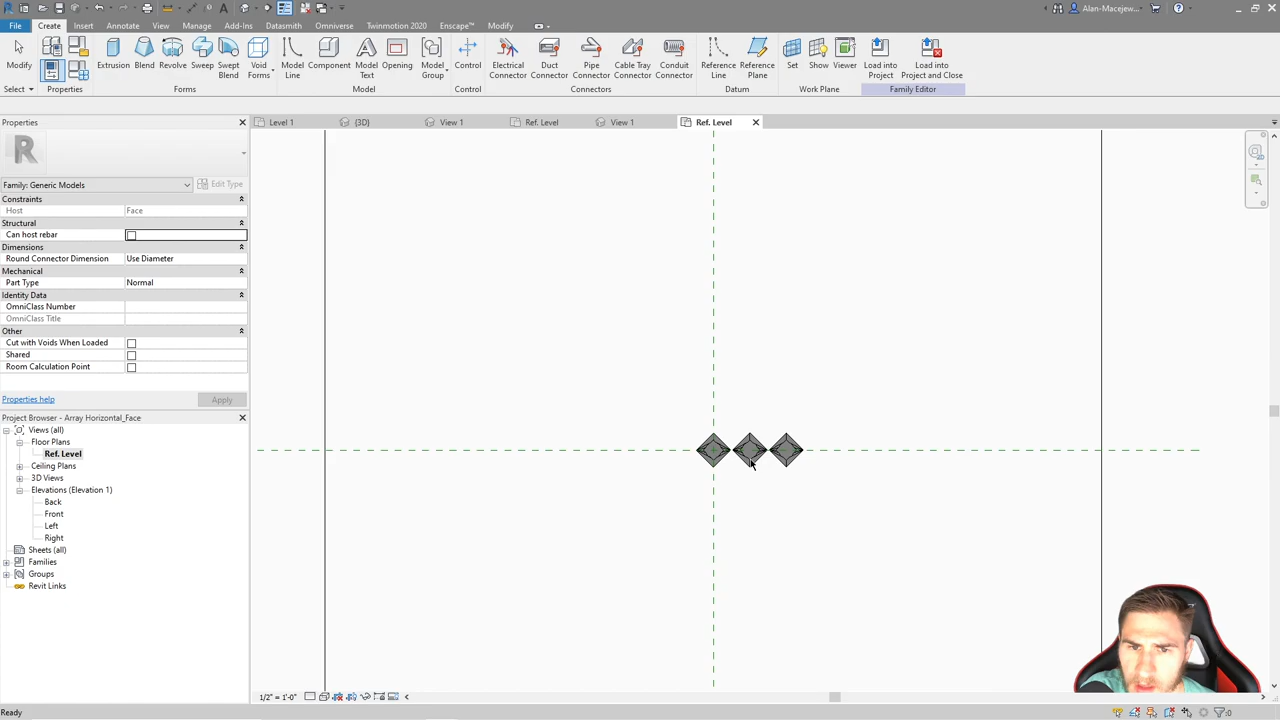 Alan-Macejew...
File Create Insert Annotate View Manage Add-Ins Datasmith Omniverse Twinmotion 2020 Enscape™ Modify
Modify Extrusion Blend Revolve Sweep Swept Blend Void Forms Model Line Component Model Text Opening Model Group Control Electrical Connector Duct Connector Pipe Connector Cable Tray Connector Conduit Connector Reference Line Reference Plane Set Show Viewer Load into Project Load into Project and Close
Select Properties Forms Model Control Connectors Datum Work Plane Family Editor
Properties
Level 1 {3D} View 1 Ref. Level View 1 Ref. Level
R
Family: Generic Models Edit Type
Constraints
Host Face
Structural
Can host rebar
Dimensions
Round Connector Dimension Use Diameter
Mechanical
Part Type Normal
Identity Data
OmniClass Number
OmniClass Title
Other
Cut with Voids When Loaded
Shared
Room Calculation Point
Properties help Apply
Project Browser - Array Horizontal_Face
Views (all)
Floor Plans
Ref. Level
Ceiling Plans
3D Views
Elevations (Elevation 1)
Back
Front
Left
Right
Sheets (all)
Families
Groups
Revit Links
1/2" = 1'-0"
Ready :0